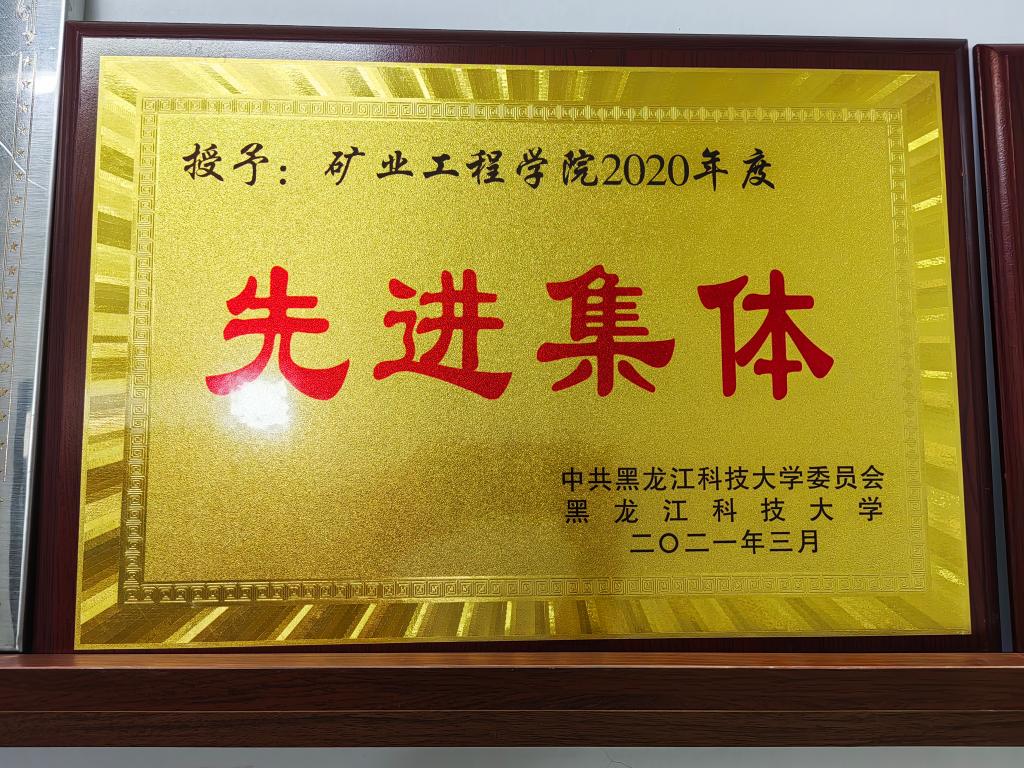 授予：矿业工程学院2020年度
先进集体
中共黑龙江科技大学委员会
黑龙江科技大学
二〇二一年三月